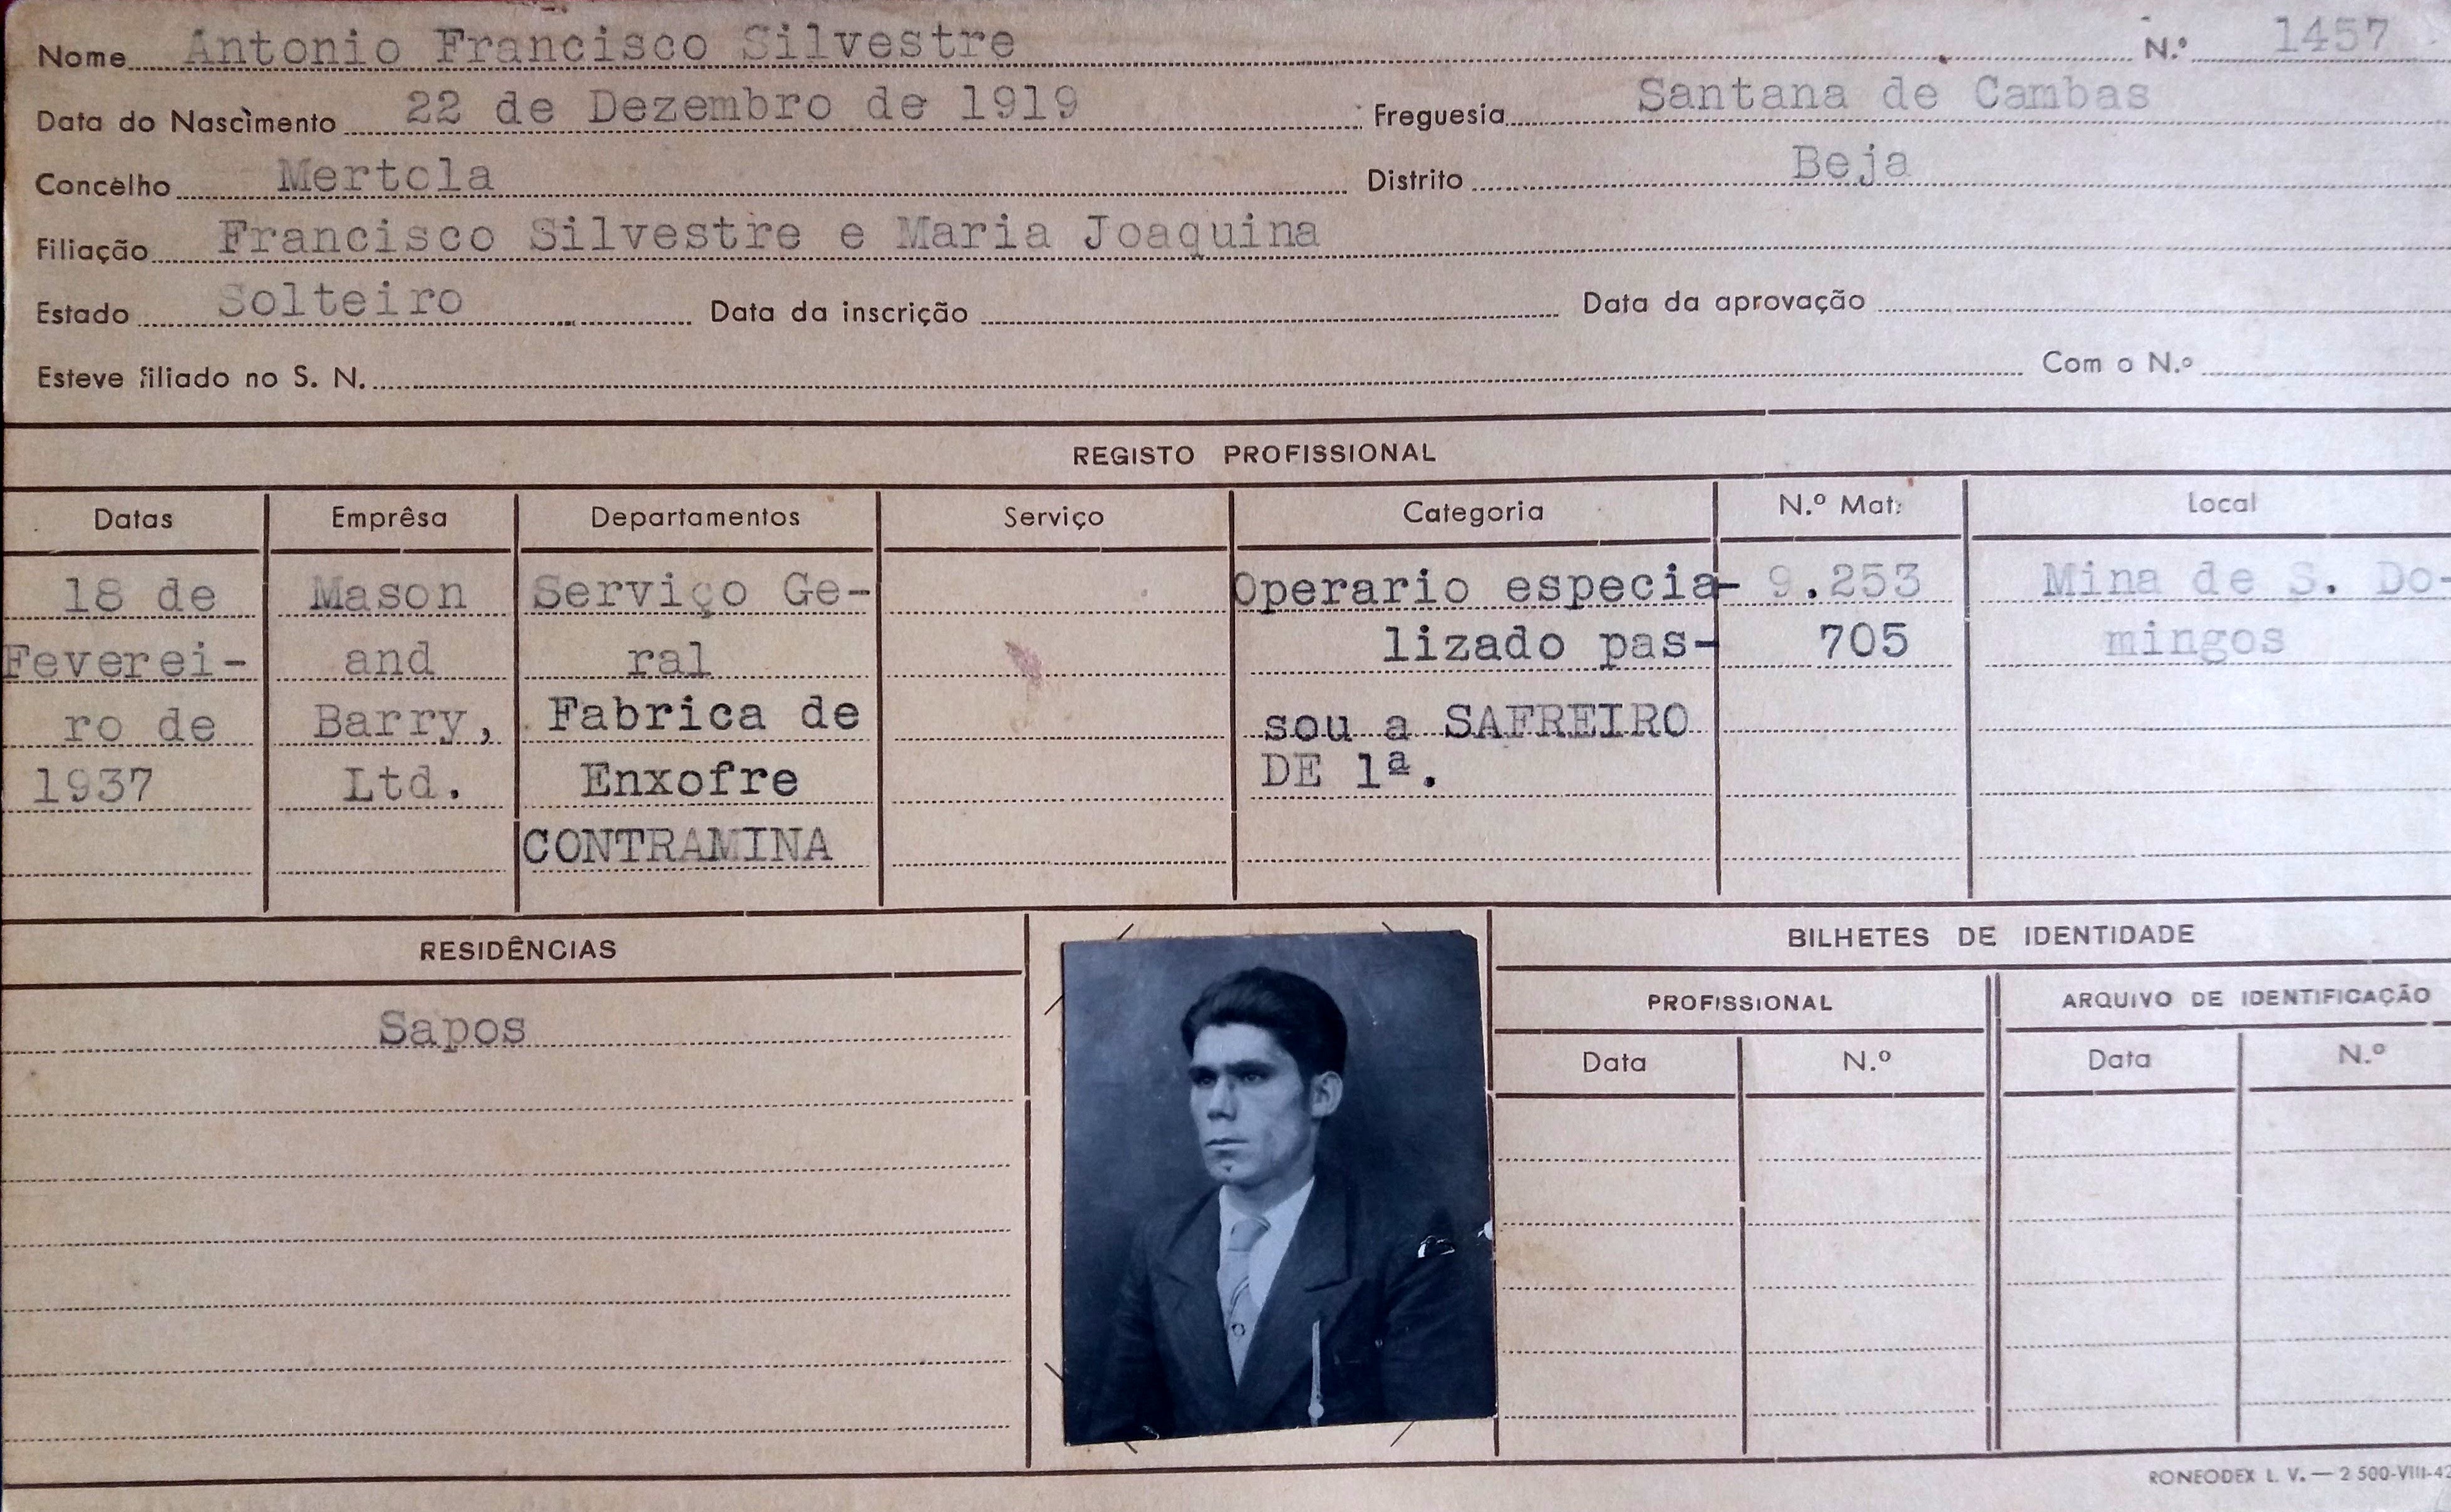 Nome Antonio Francisco Silvestre N.º 1457
Data do Nascimento 22 de Dezembro de 1919 Freguesia Santana de Cambas
Concelho Mertola Distrito Beja
Filiação Francisco Silvestre e Maria Joaquina
Estado Solteiro Data da inscrição Data da aprovação
Esteve filiado no S. N. Com o N.º
REGISTO PROFISSIONAL
Datas Emprêsa Departamentos Serviço Categoria N.º Mat. Local
18 de Mason Serviço Ge- Operario especia- 9.253 Mina de S. Do-
Feverei- and ral lizado pas- 705 mingos
ro de Barry, Fabrica de sou a SAFREIRO
1937 Ltd. Enxofre DE 1ª.
CONTRAMINA
RESIDÊNCIAS BILHETES DE IDENTIDADE
PROFISSIONAL ARQUIVO DE IDENTIFICAÇÃO
Sapos
Data N.º Data N.º
RONEODEX L. V. — 2 500-VIII-42